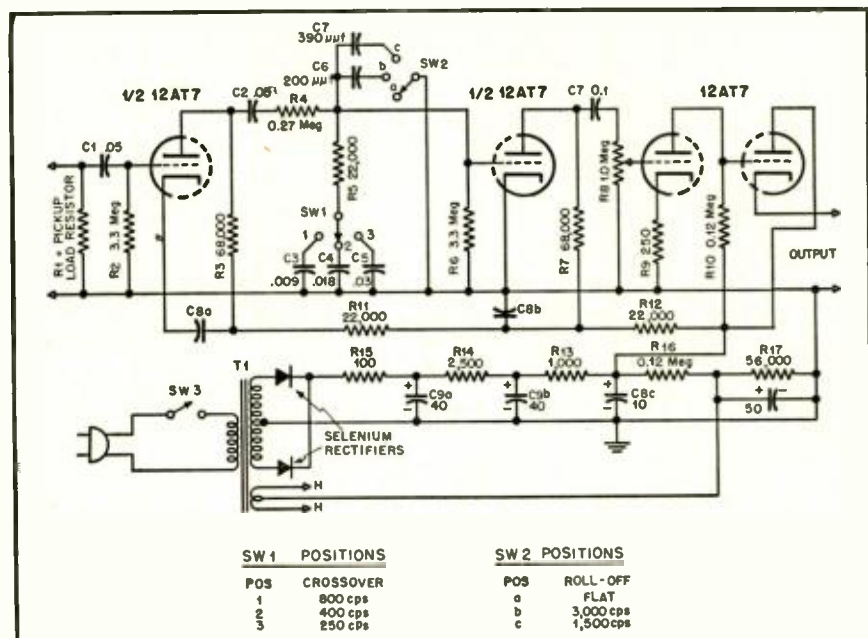 C7
390 μμf
c
C6
b
SW2
200 μμf
a
1/2 12AT7
C2 .05
R4
0.27 Meg
1/2 12AT7
C7 0.1
12AT7
C1 .05
R1 = PICKUP
LOAD RESISTOR
R2 3.3 Meg
R3 68,000
R5 22,000
SW1
1
2
3
C3
.009
C4
.018
C5
.03
R6 3.3 Meg
R7 68,000
R8 1.0 Meg
R9 250
R10 0.12 Meg
OUTPUT
C8a
R11
22,000
C8b
R12
22,000
T1
SW3
R15
100
R14
2,500
R13
1,000
R16
0.12 Meg
R17
56,000
+
-
C9a
40
+
-
C9b
40
+
-
C8c
10
+ -
50
SELENIUM
RECTIFIERS
H
H
SW1 POSITIONS
POS CROSSOVER
1 800 cps
2 400 cps
3 250 cps
SW2 POSITIONS
POS ROLL-OFF
a FLAT
b 3,000 cps
c 1,500 cps